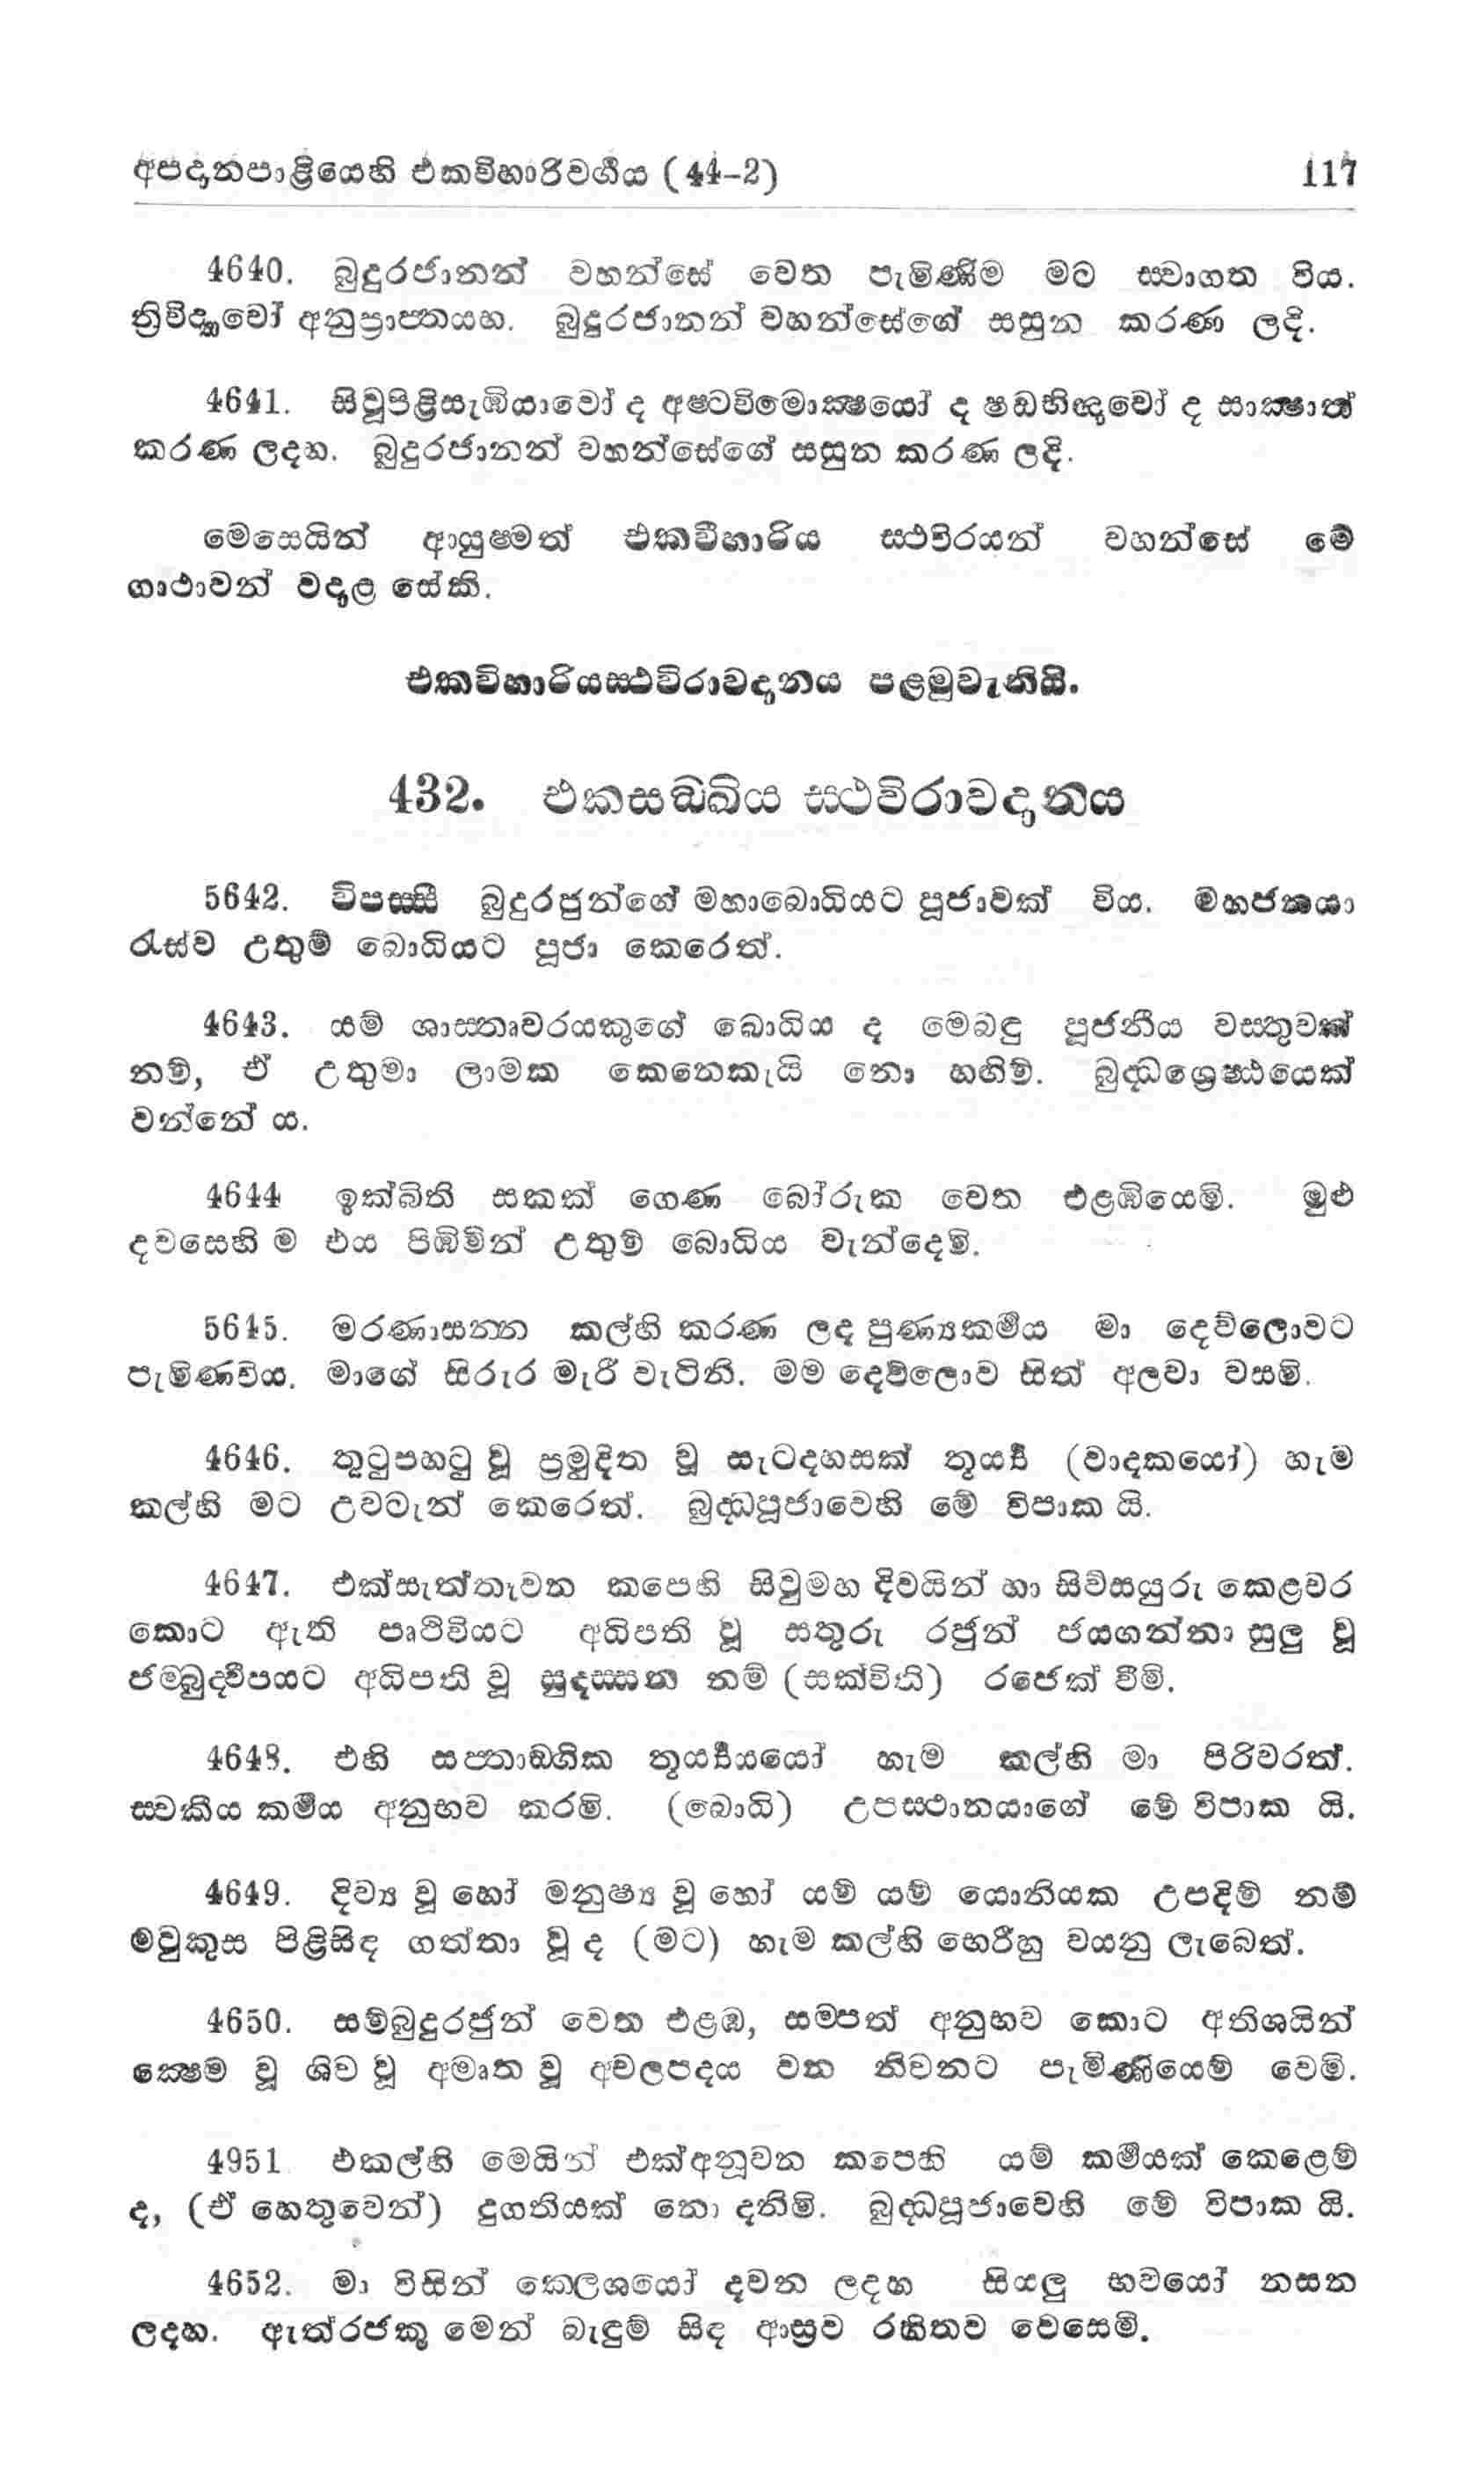 අපදානපාළියෙහි එකවිහාරිවර්ගය (44-2) 117
4640. බුදුරජානන් වහන්සේ වෙත පැමිණීම මට ස්වාගත විය.
ත්‍රිවිද්‍යාවෝ අනුප්‍රාප්තයහ. බුදුරජානන් වහන්සේගේ සසුන කරණ ලදි.
4641. සිවූපිළිසැඹියාවෝ ද අෂ්ටවිමොක්‍ෂයෝ ද ෂඩභිඥාවෝ ද සාක්‍ෂාත්
කරණ ලදහ. බුදුරජානන් වහන්සේගේ සසුන කරණ ලදි.
මෙසෙයින් ආයුෂ්මත් එකවීහාරිය ස්ථවිරයන් වහන්සේ මේ
ගාථාවන් වදාළ සේකි.
එකවිහාරියස්ථවිරාවදානය පළමුවැනියි.
432. එකසඞ්ඛිය ස්ථවිරාවදානය
5642. විපස්සී බුදුරජුන්ගේ මහාබොධියට පූජාවක් විය. මහජනයා
රැස්ව උතුම් බොධියට පූජා කෙරෙත්.
4643. යම් ශාස්තෘවරයකුගේ බොධිය ද මෙබඳු පූජනීය වස්තුවක්
නම්, ඒ උතුමා ලාමක කෙනෙකැයි නො හඟිම්. බුද්ධශ්‍රෙෂ්ඨයෙක්
වන්නේ ය.
4644 ඉක්බිති සකක් ගෙණ බෝරුක වෙත එළඹියෙමි. මුළු
දවසෙහි ම එය පිඹිමින් උතුම් බොධිය වැන්දෙමි.
5645. මරණාසන්න කල්හි කරණ ලද පුණ්‍යකර්මය මා දෙව්ලොවට
පැමිණවිය. මාගේ සිරුර මැරී වැටිනි. මම දෙව්ලොව සිත් අලවා වසමි.
4646. තුටුපහටු වූ ප්‍රමුදිත වූ සැටදහසක් තූර්‍ය්‍ය (වාදකයෝ) හැම
කල්හි මට උවටැන් කෙරෙත්. බුද්ධපූජාවෙහි මේ විපාක යි.
4647. එක්සැත්තෑවන කපෙහි සිවුමහ දිවයින් හා සිව්සයුරු කෙළවර
කොට ඇති පෘථිවියට අධිපති වූ සතුරු රජුන් ජයගන්නා සුලු වූ
ජම්බුද්වීපයට අධිපති වූ සුදස්සන නම් (සක්විති) රජෙක් වීමි.
4648. එහි සප්තාඞ්ගික තූර්‍ය්‍යයෝ හැම කල්හි මා පිරිවරත්.
ස්වකීය කර්මය අනුභව කරමි. (බොධි) උපස්ථානයාගේ මේ විපාක යි.
4649. දිව්‍ය වූ හෝ මනුෂ්‍ය වූ හෝ යම් යම් යොනියක උපදිම් නම්
මවුකුස පිළිසිඳ ගත්තා වූ ද (මට) හැම කල්හි භෙරීහු වයනු ලැබෙත්.
4650. සම්බුදුරජුන් වෙත එළඹ, සම්පත් අනුභව කොට අතිශයින්
ක්‍ෂෙම වූ ශිව වූ අමෘත වූ අචලපදය වන නිවනට පැමිණියෙම් වෙමි.
4951 එකල්හි මෙයින් එක්අනූවන කපෙහි යම් කර්මයක් කෙළෙම්
ද, (ඒ හෙතුවෙන්) දුගතියක් නො දනිමි. බුද්ධපූජාවෙහි මේ විපාක යි.
4652. මා විසින් කෙලශයෝ දවන ලදහ සියලු භවයෝ නසන
ලදහ. ඇත්රජකු මෙන් බැඳුම් සිඳ ආස්‍රව රහිතව වෙසෙමි.